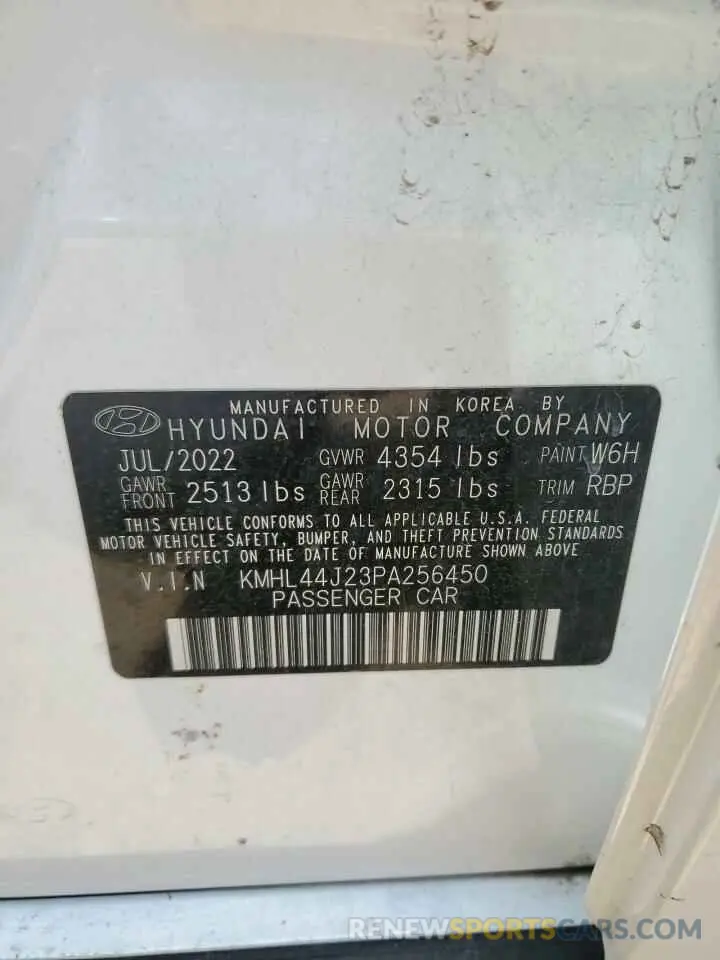 MANUFACTURED IN KOREA BY
HYUNDAI MOTOR COMPANY
JUL/2022 GVWR 4354 lbs PAINT W6H
GAWR FRONT 2513 lbs GAWR REAR 2315 lbs TRIM RBP
THIS VEHICLE CONFORMS TO ALL APPLICABLE U.S.A. FEDERAL
MOTOR VEHICLE SAFETY, BUMPER, AND THEFT PREVENTION STANDARDS
IN EFFECT ON THE DATE OF MANUFACTURE SHOWN ABOVE
V.I.N KMHL44J23PA256450
PASSENGER CAR
RENEWSPORTSCARS.COM